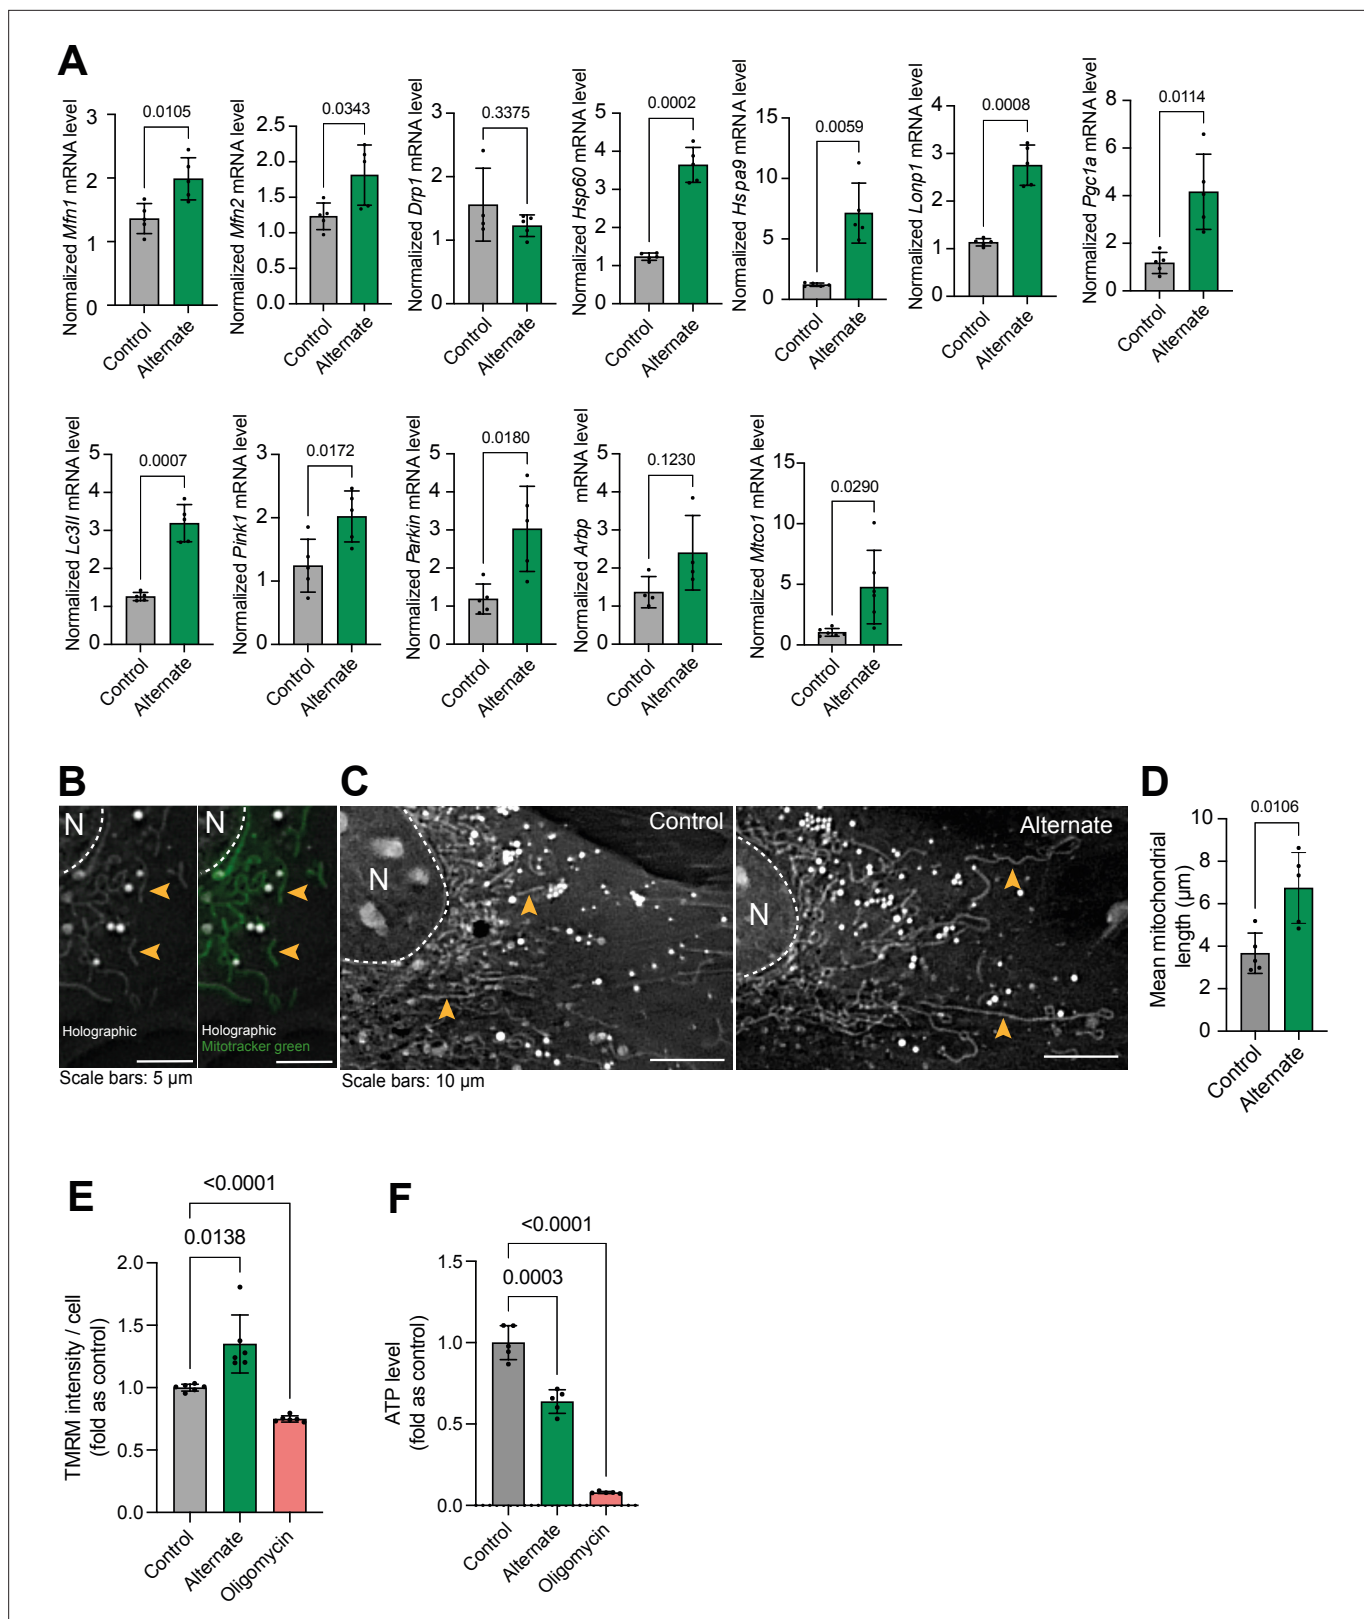 A
Normalized Mfn1 mRNA level
3
2
1
0
0.0105
Control
Alternate
Normalized Mfn2 mRNA level
2.5
2.0
1.5
1.0
0.5
0.0
0.0343
Control
Alternate
Normalized Drp1 mRNA level
3
2
1
0
0.3375
Control
Alternate
Normalized Hsp60 mRNA level
5
4
3
2
1
0
0.0002
Control
Alternate
Normalized Hspa9 mRNA level
15
10
5
0
0.0059
Control
Alternate
Normalized Lonp1 mRNA level
4
3
2
1
0
0.0008
Control
Alternate
Normalized Pgc1a mRNA level
8
6
4
2
0
0.0114
Control
Alternate
Normalized Lc3II mRNA level
5
4
3
2
1
0
0.0007
Control
Alternate
Normalized Pink1 mRNA level
3
2
1
0
0.0172
Control
Alternate
Normalized Parkin mRNA level
5
4
3
2
1
0
0.0180
Control
Alternate
Normalized Arbp mRNA level
5
4
3
2
1
0
0.1230
Control
Alternate
Normalized Mtco1 mRNA level
15
10
5
0
0.0290
Control
Alternate
B
N
Holographic
N
Holographic
Mitotracker green
Scale bars: 5 µm
C
N
Control
N
Alternate
Scale bars: 10 µm
D
Mean mitochondrial
length (µm)
10
8
6
4
2
0
0.0106
Control
Alternate
E
TMRM intensity / cell
(fold as control)
2.0
1.5
1.0
0.5
0.0
<0.0001
0.0138
Control
Alternate
Oligomycin
F
ATP level
(fold as control)
1.5
1.0
0.5
0.0
<0.0001
0.0003
Control
Alternate
Oligomycin